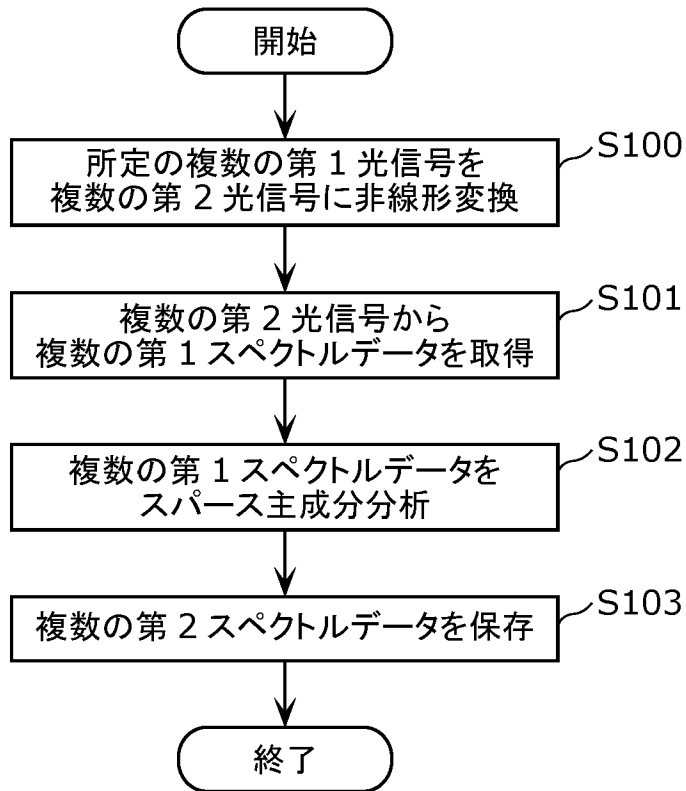 開始
所定の複数の第1光信号を
複数の第2光信号に非線形変換
S100
複数の第2光信号から
複数の第1スペクトルデータを取得
S101
複数の第1スペクトルデータを
スパース主成分分析
S102
複数の第2スペクトルデータを保存
S103
終了